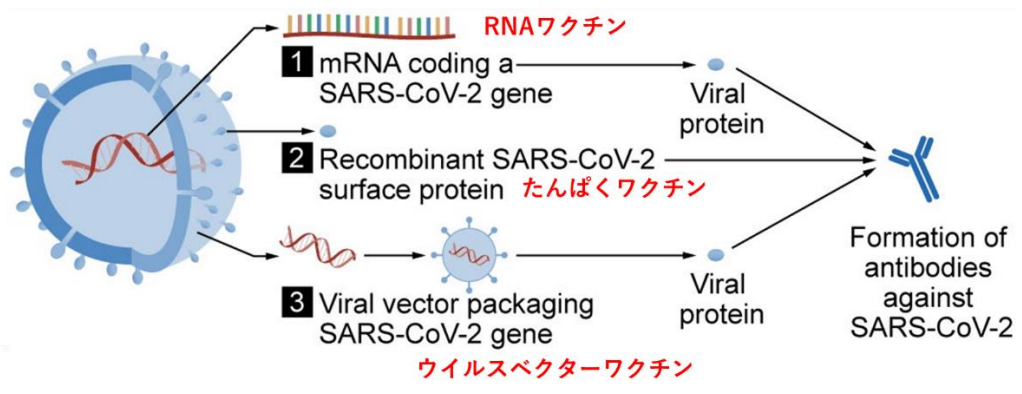 RNAワクチン
1 mRNA coding a
SARS-CoV-2 gene
Viral
protein
2 Recombinant SARS-CoV-2
surface protein
たんぱくワクチン
3 Viral vector packaging
SARS-CoV-2 gene
ウイルスベクターワクチン
Viral
protein
Formation of
antibodies
against
SARS-CoV-2